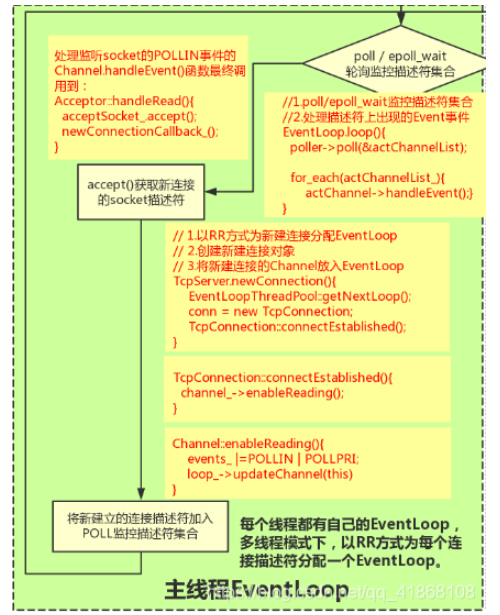 处理监听socket的POLLIN事件的
Channel.handleEvent()函数最终调
用到：
Acceptor::handleRead(){
acceptSocket_.accept();
newConnectionCallback_();
}
poll / epoll_wait
轮询监控描述符集合
//1.poll/epoll_wait监控描述符集合
//2.处理描述符上出现的Event事件
EventLoop.loop(){
poller->poll(&actChannelList);
for_each(actChannelList_){
actChannel->handleEvent();}
}
accept()获取新连接
的socket描述符
// 1.以RR方式为新建连接分配EventLoop
// 2.创建新建连接对象
// 3.将新建连接的Channel放入EventLoop
TcpServer.newConnection(){
EventLoopThreadPool::getNextLoop();
conn = new TcpConnection;
TcpConnection::connectEstablished();
}
TcpConnection::connectEstablished(){
channel_->enableReading();
}
Channel::enableReading(){
events_ |=POLLIN | POLLPRI;
loop_->updateChannel(this)
}
将新建立的连接描述符加入
POLL监控描述符集合
每个线程都有自己的EventLoop，
多线程模式下，以RR方式为每个连
接描述符分配一个EventLoop。
主线程EventLoop
net/qq_41868108